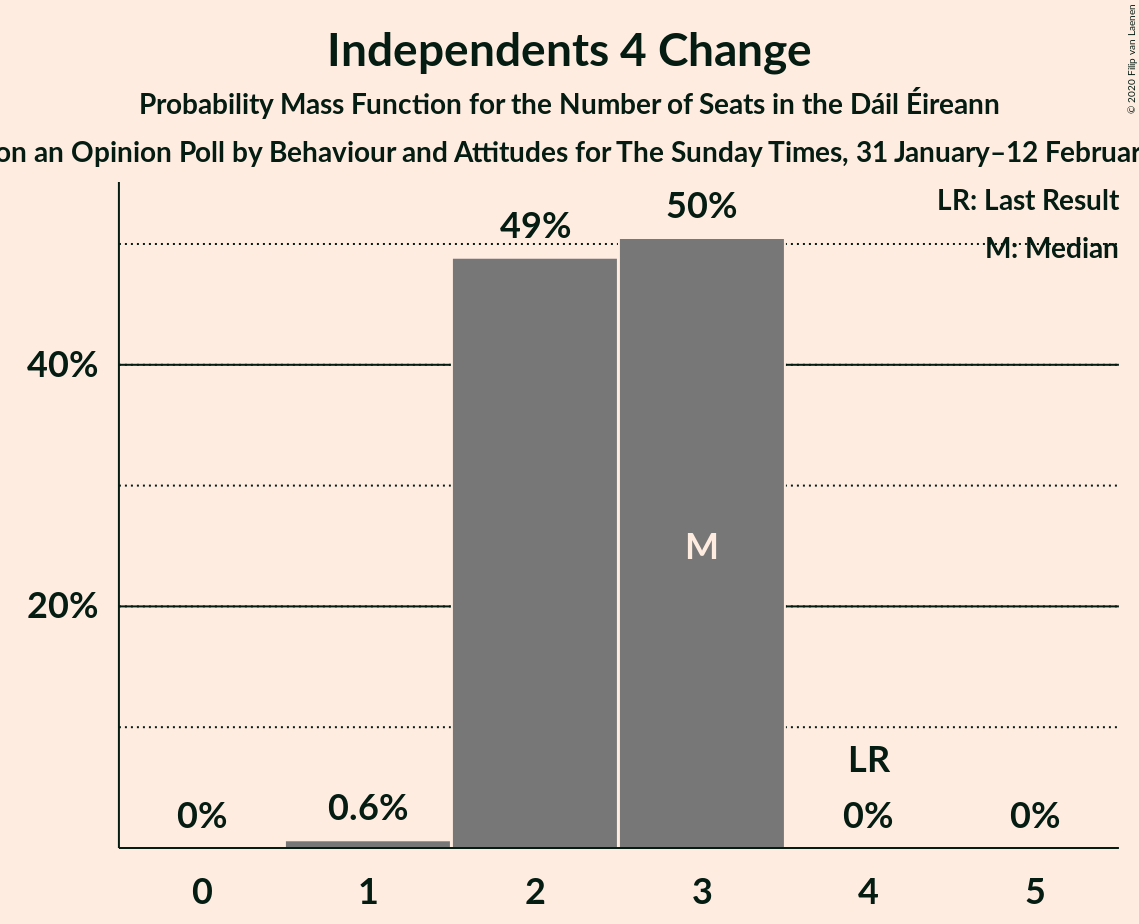 Independents 4 Change
Probability Mass Function for the Number of Seats in the Dáil Éireann
on an Opinion Poll by Behaviour and Attitudes for The Sunday Times, 31 January–12 Februar
© 2020 Filip van Laenen
LR: Last Result
M: Median
50%
49%
40%
M
20%
LR
0%
0.6%
0%
0%
0 1 2 3 4 5